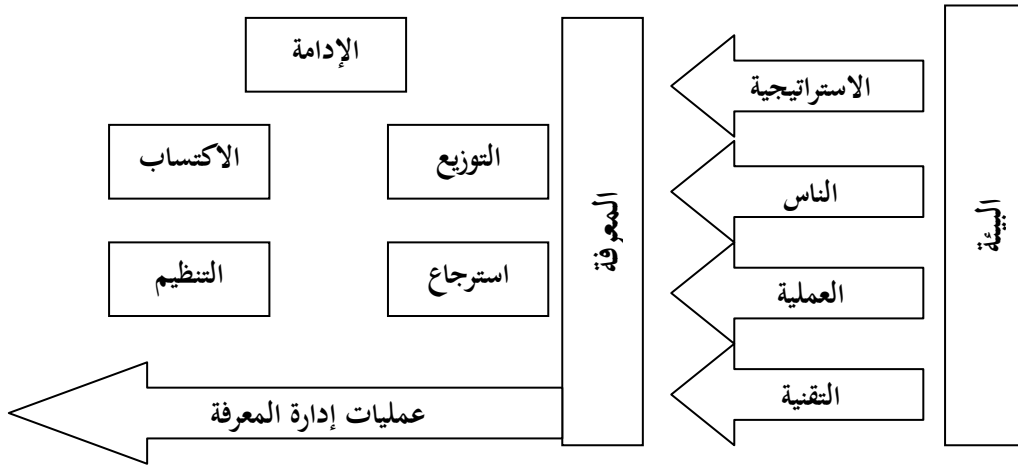 البيئة
الاستراتيجية
الناس
العملية
التقنية
المعرفة
الإدامة
التوزيع
الاكتساب
استرجاع
التنظيم
عمليات إدارة المعرفة